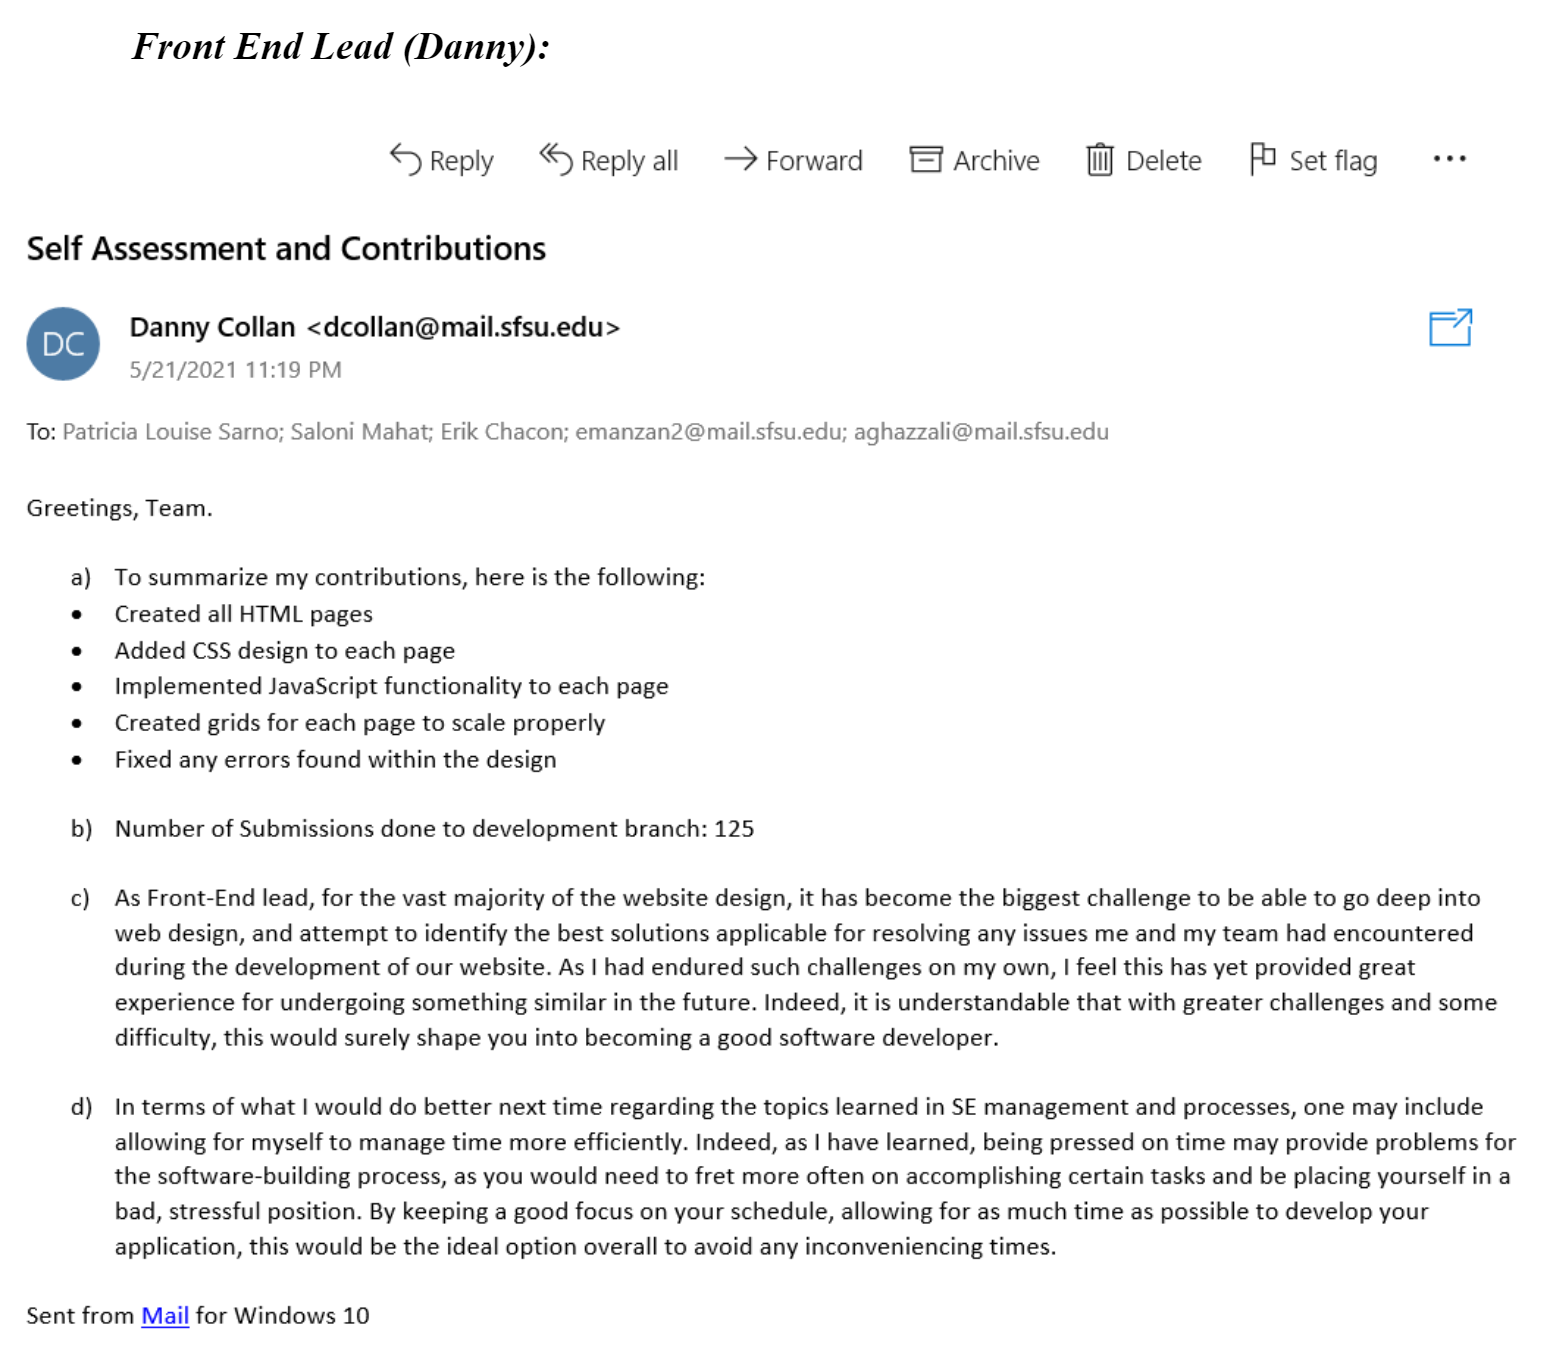 Front End Lead (Danny):
Reply Reply all Forward Archive Delete Set flag ...
Self Assessment and Contributions
DC
Danny Collan <dcollan@mail.sfsu.edu>
5/21/2021 11:19 PM
To: Patricia Louise Sarno; Saloni Mahat; Erik Chacon; emanzan2@mail.sfsu.edu; aghazzali@mail.sfsu.edu
Greetings, Team.
a) To summarize my contributions, here is the following:
• Created all HTML pages
• Added CSS design to each page
• Implemented JavaScript functionality to each page
• Created grids for each page to scale properly
• Fixed any errors found within the design
b) Number of Submissions done to development branch: 125
c) As Front-End lead, for the vast majority of the website design, it has become the biggest challenge to be able to go deep into
web design, and attempt to identify the best solutions applicable for resolving any issues me and my team had encountered
during the development of our website. As I had endured such challenges on my own, I feel this has yet provided great
experience for undergoing something similar in the future. Indeed, it is understandable that with greater challenges and some
difficulty, this would surely shape you into becoming a good software developer.
d) In terms of what I would do better next time regarding the topics learned in SE management and processes, one may include
allowing for myself to manage time more efficiently. Indeed, as I have learned, being pressed on time may provide problems for
the software-building process, as you would need to fret more often on accomplishing certain tasks and be placing yourself in a
bad, stressful position. By keeping a good focus on your schedule, allowing for as much time as possible to develop your
application, this would be the ideal option overall to avoid any inconveniencing times.
Sent from Mail for Windows 10